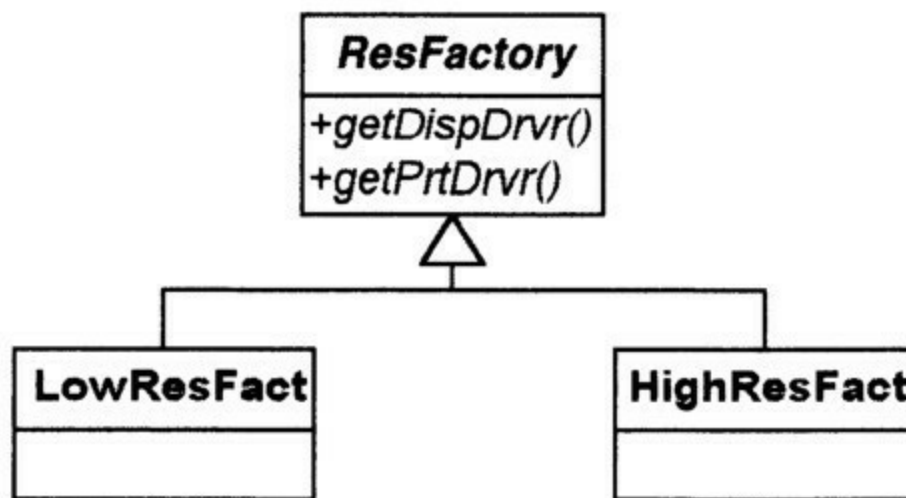 ResFactory
+getDispDrvr()
+getPrtDrvr()
LowResFact
HighResFact